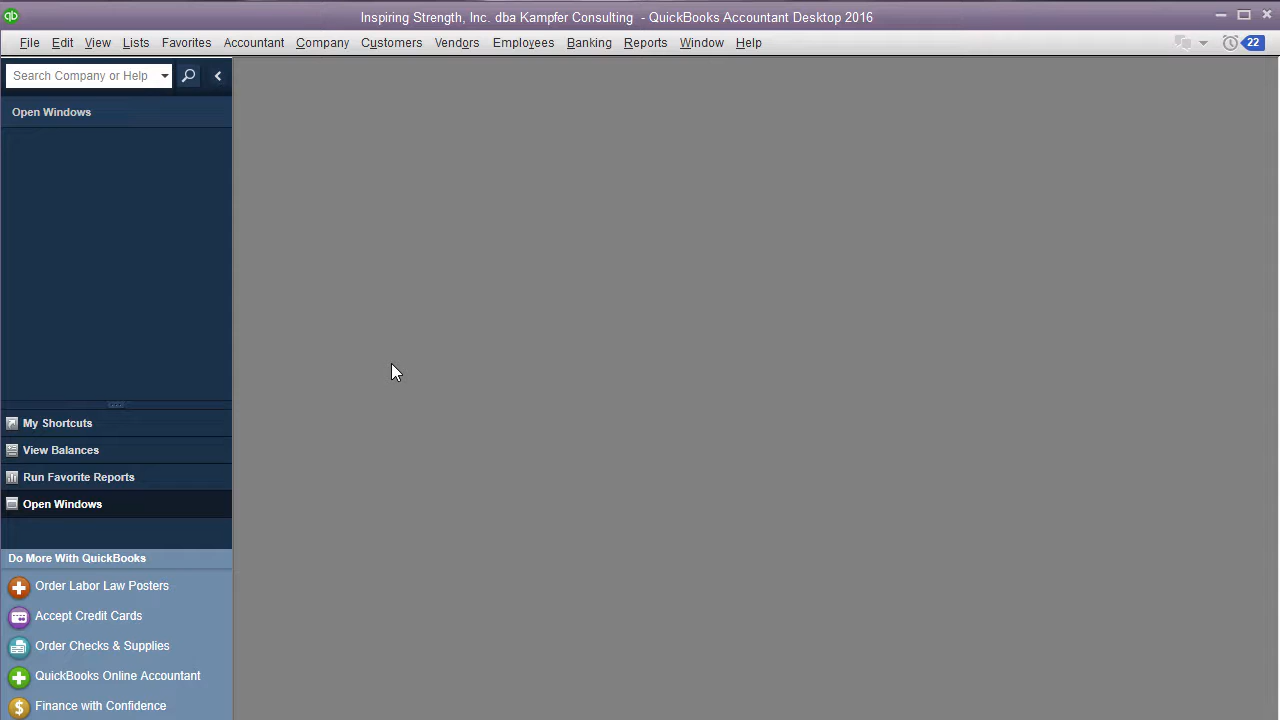 qb
Inspiring Strength, Inc. dba Kampfer Consulting - QuickBooks Accountant Desktop 2016
File Edit View Lists Favorites Accountant Company Customers Vendors Employees Banking Reports Window Help
22
Search Company or Help
Open Windows
My Shortcuts
View Balances
Run Favorite Reports
Open Windows
Do More With QuickBooks
Order Labor Law Posters
Accept Credit Cards
Order Checks & Supplies
QuickBooks Online Accountant
$ Finance with Confidence